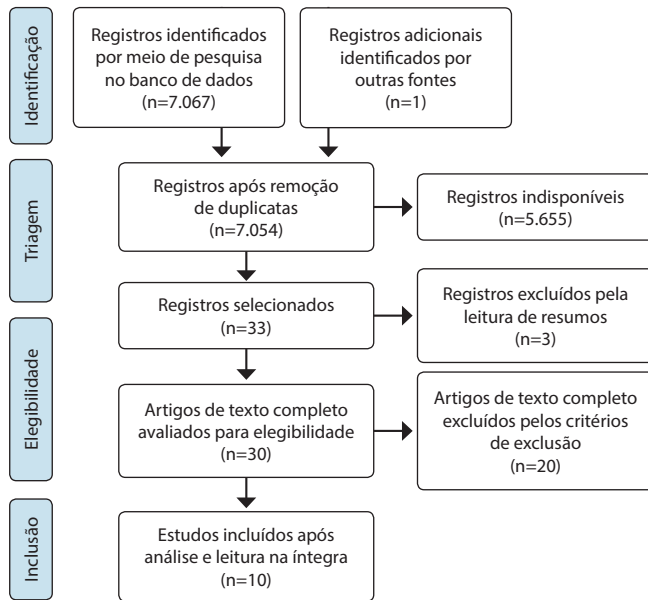 Identificação
Registros identificados
por meio de pesquisa
no banco de dados
(n=7.067)
Registros adicionais
identificados por
outras fontes
(n=1)
Triagem
Registros após remoção
de duplicatas
(n=7.054)
Registros indisponíveis
(n=5.655)
Registros selecionados
(n=33)
Registros excluídos pela
leitura de resumos
(n=3)
Elegibilidade
Artigos de texto completo
avaliados para elegibilidade
(n=30)
Artigos de texto completo
excluídos pelos critérios
de exclusão
(n=20)
Inclusão
Estudos incluídos após
análise e leitura na íntegra
(n=10)